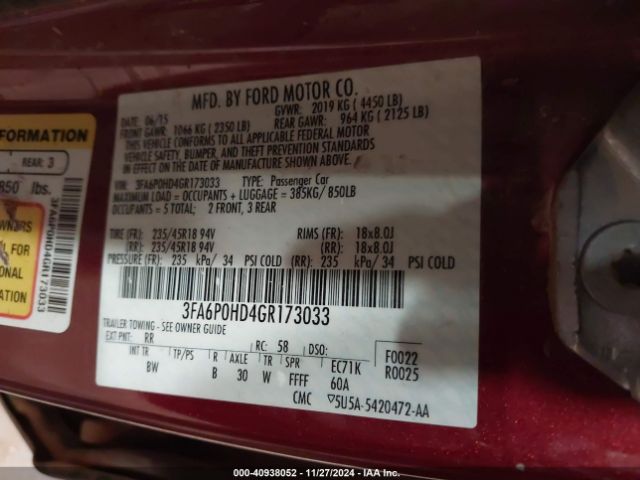 MFD. BY FORD MOTOR CO.
DATE: 06/15 GVWR: 2019 KG ( 4450 LB)
FRONT GAWR: 1066 KG ( 2350 LB) REAR GAWR: 964 KG ( 2125 LB)
THIS VEHICLE CONFORMS TO ALL APPLICABLE FEDERAL MOTOR
VEHICLE SAFETY, BUMPER, AND THEFT PREVENTION STANDARDS
IN EFFECT ON THE DATE OF MANUFACTURE SHOWN ABOVE.
VIN: 3FA6P0HD4GR173033 TYPE: Passenger Car
MAXIMUM LOAD = OCCUPANTS + LUGGAGE = 385KG/ 850LB
OCCUPANTS = 5 TOTAL; 2 FRONT, 3 REAR
TIRE (FR): 235/45R18 94V RIMS (FR): 18x8.0J
(RR): 235/45R18 94V (RR): 18x8.0J
PRESSURE (FR): 235 kPa/ 34 PSI COLD (RR): 235 kPa/ 34 PSI COLD
3FA6P0HD4GR173033
TRAILER TOWING - SEE OWNER GUIDE
EXT PNT: RR RC: 58 DSO: F0022
INT TR TP/PS R AXLE TR SPR EC71K R0025
BW B 30 W FFFF 60A
CMC ▽5U5A-5420472-AA
FORMATION
REAR: 3
850 lbs.
3FA6P0HD4GR173033
FOR
ONAL
ATION
000-40938052 — 11/27/2024 — IAA Inc.